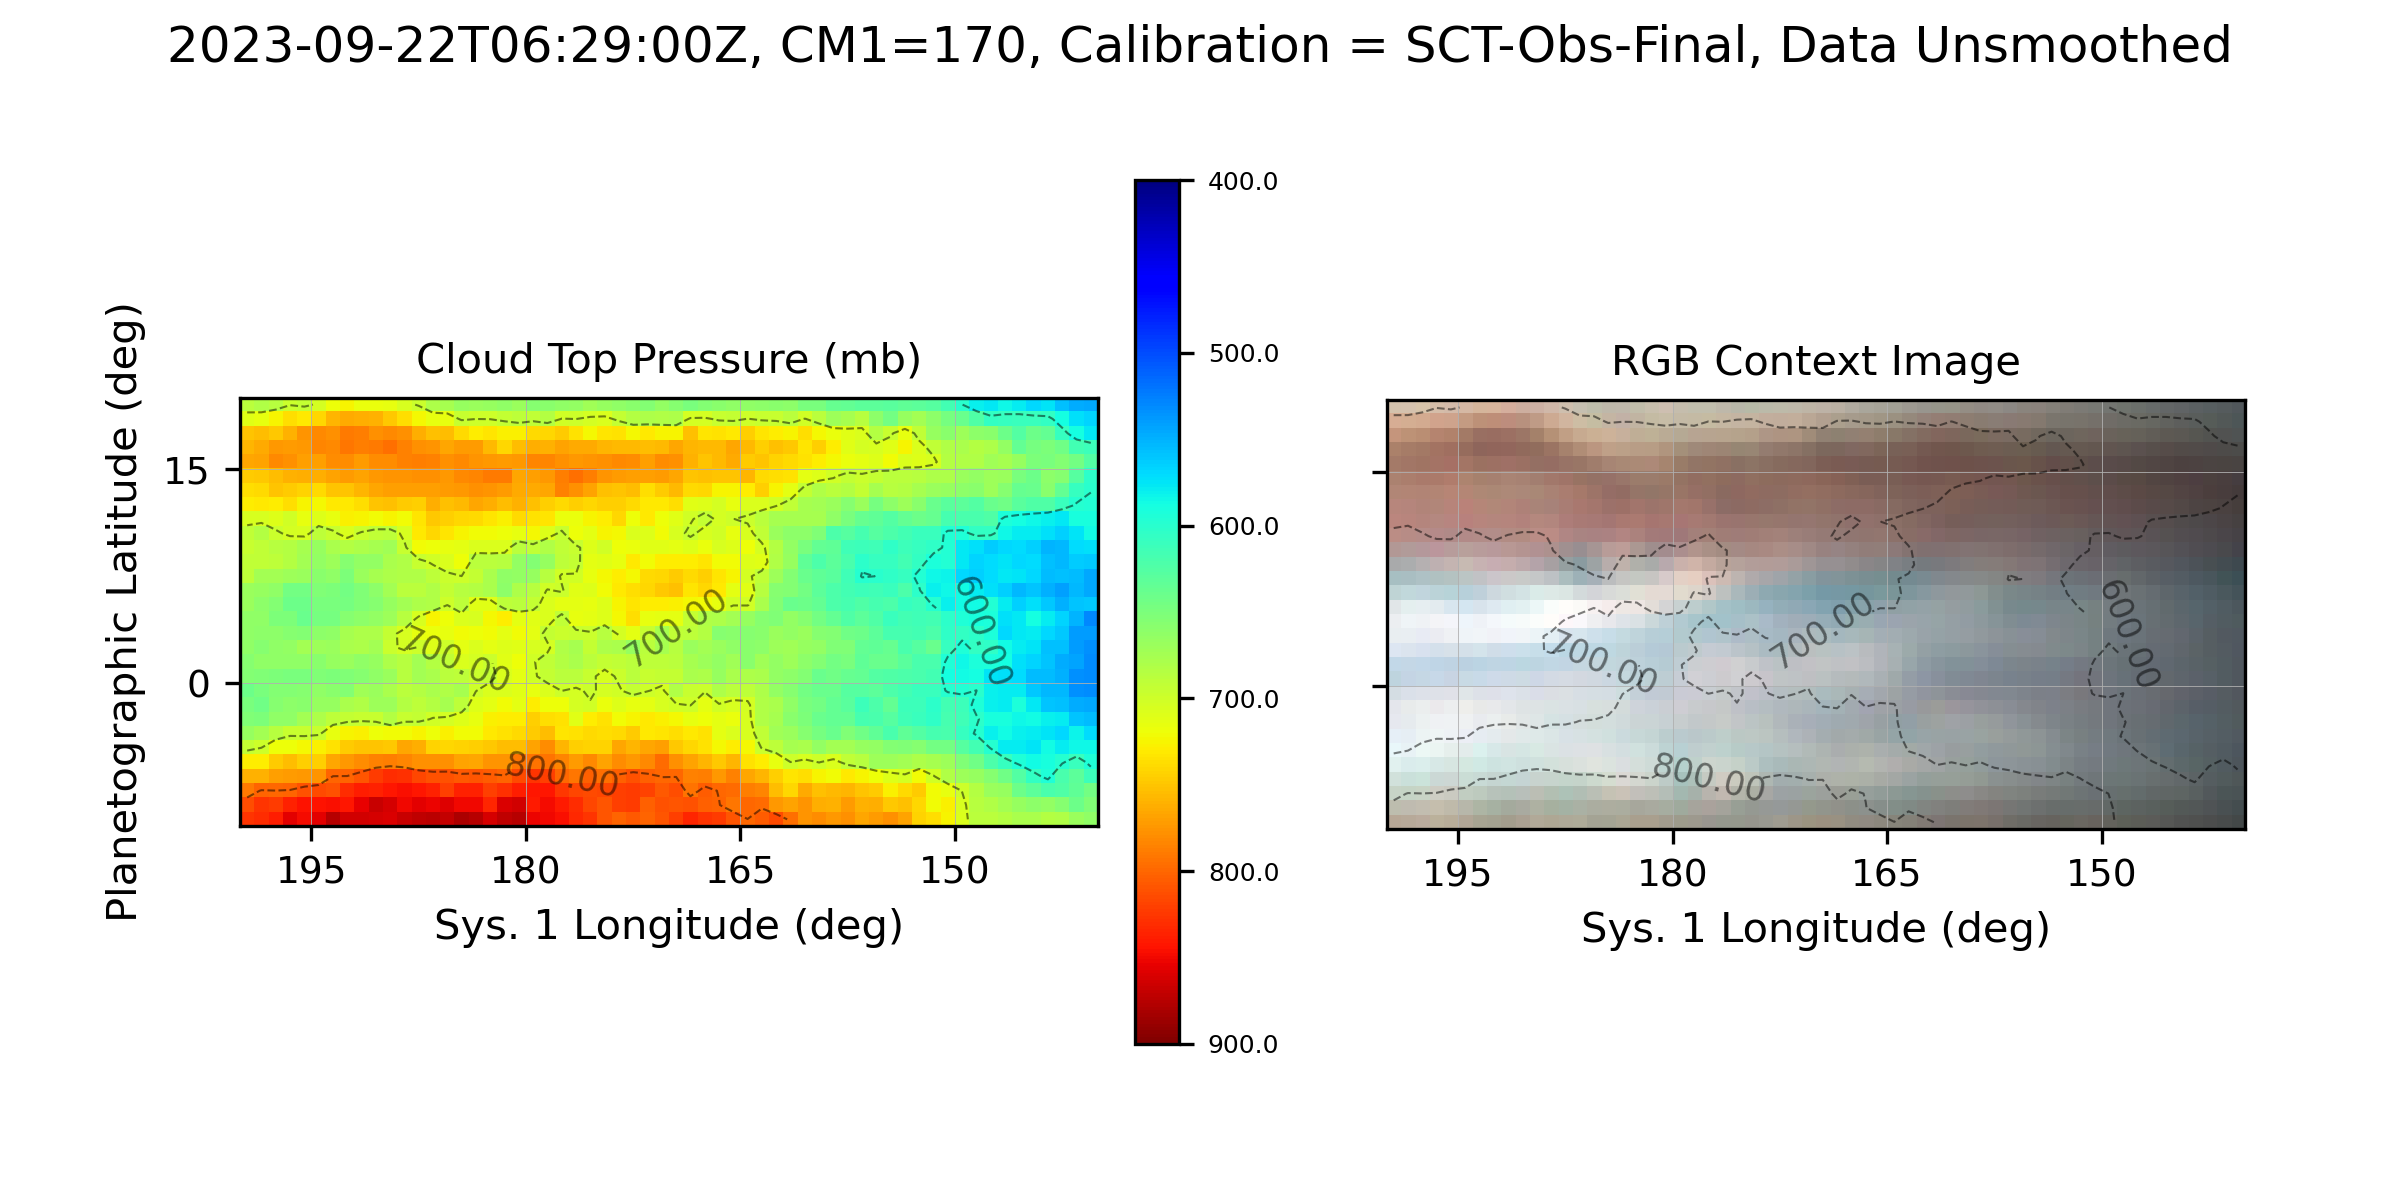 2023-09-22T06:29:00Z, CM1=170, Calibration = SCT-Obs-Final, Data Unsmoothed
Cloud Top Pressure (mb)
Planetographic Latitude (deg)
15
0
700.00
700.00
600.00
800.00
195 180 165 150
Sys. 1 Longitude (deg)
400.0
500.0
600.0
700.0
800.0
900.0
RGB Context Image
700.00
700.00
600.00
800.00
195 180 165 150
Sys. 1 Longitude (deg)